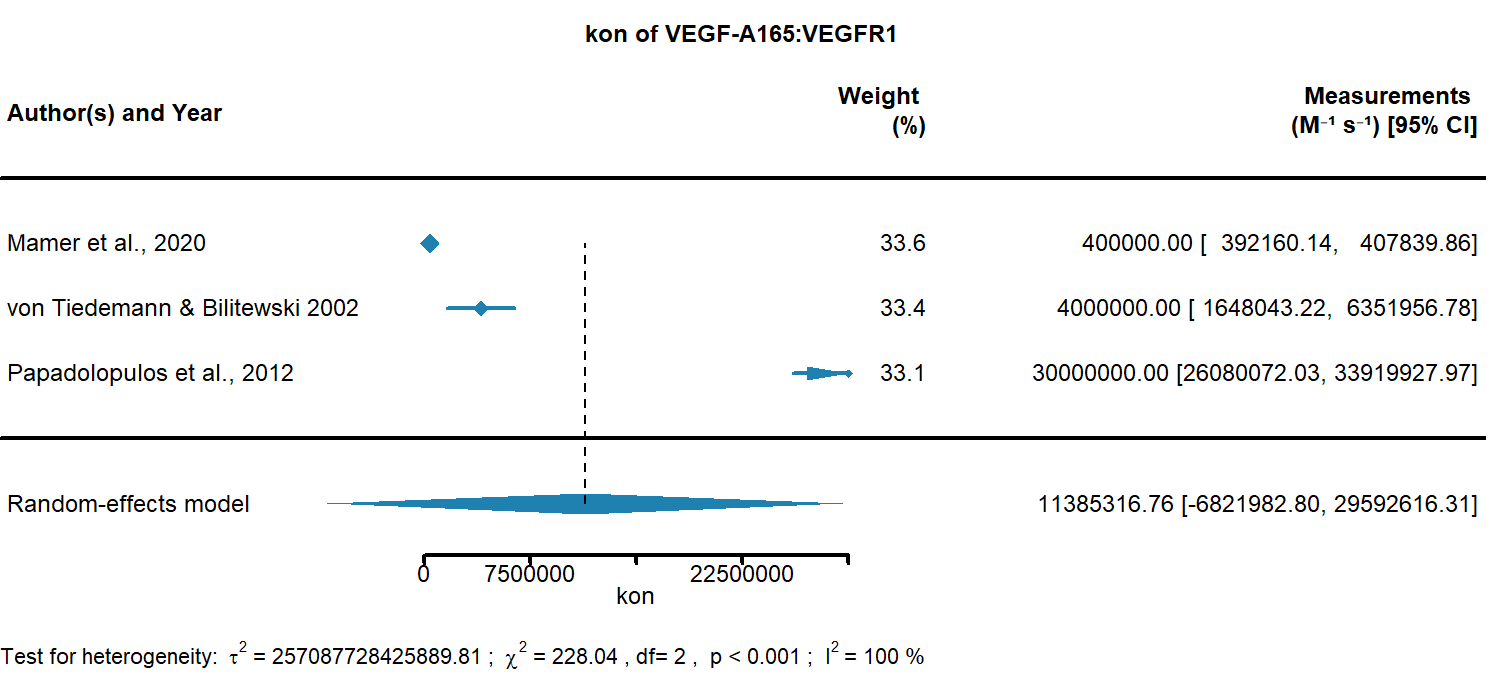 kon of VEGF-A165:VEGFR1
Author(s) and Year
Weight
(%)
Measurements
(M⁻¹ s⁻¹) [95% CI]
Mamer et al., 2020 33.6 400000.00 [ 392160.14, 407839.86]
von Tiedemann & Bilitewski 2002 33.4 4000000.00 [ 1648043.22, 6351956.78]
Papadolopulos et al., 2012 33.1 30000000.00 [26080072.03, 33919927.97]
Random-effects model 11385316.76 [-6821982.80, 29592616.31]
0 7500000 22500000
kon
Test for heterogeneity: τ² = 257087728425889.81 ; χ² = 228.04 , df= 2 , p < 0.001 ; I² = 100 %